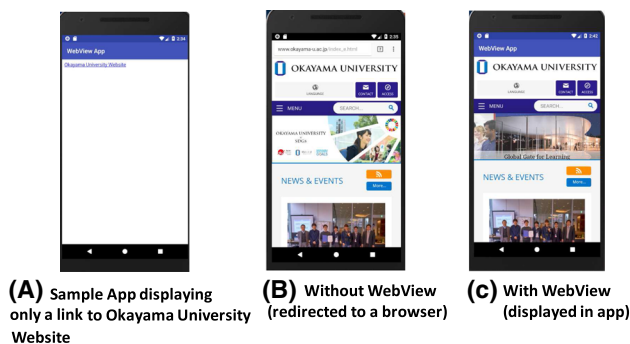 2:34
WebView App
Okayama University Website
(A) Sample App displaying
only a link to Okayama University
Website
2:39
www.okayama-u.ac.jp/index_e.html
OKAYAMA UNIVERSITY
LANGUAGES
CONTACT
ACCESS
MENU
SEARCH...
OKAYAMA UNIVERSITY
SDGs
NEWS & EVENTS
More...
(B) Without WebView
(redirected to a browser)
2:43
WebView App
OKAYAMA UNIVERSITY
LANGUAGES
CONTACT
ACCESS
MENU
SEARCH...
Global Gate for Learning
NEWS & EVENTS
More...
(c) With WebView
(displayed in app)